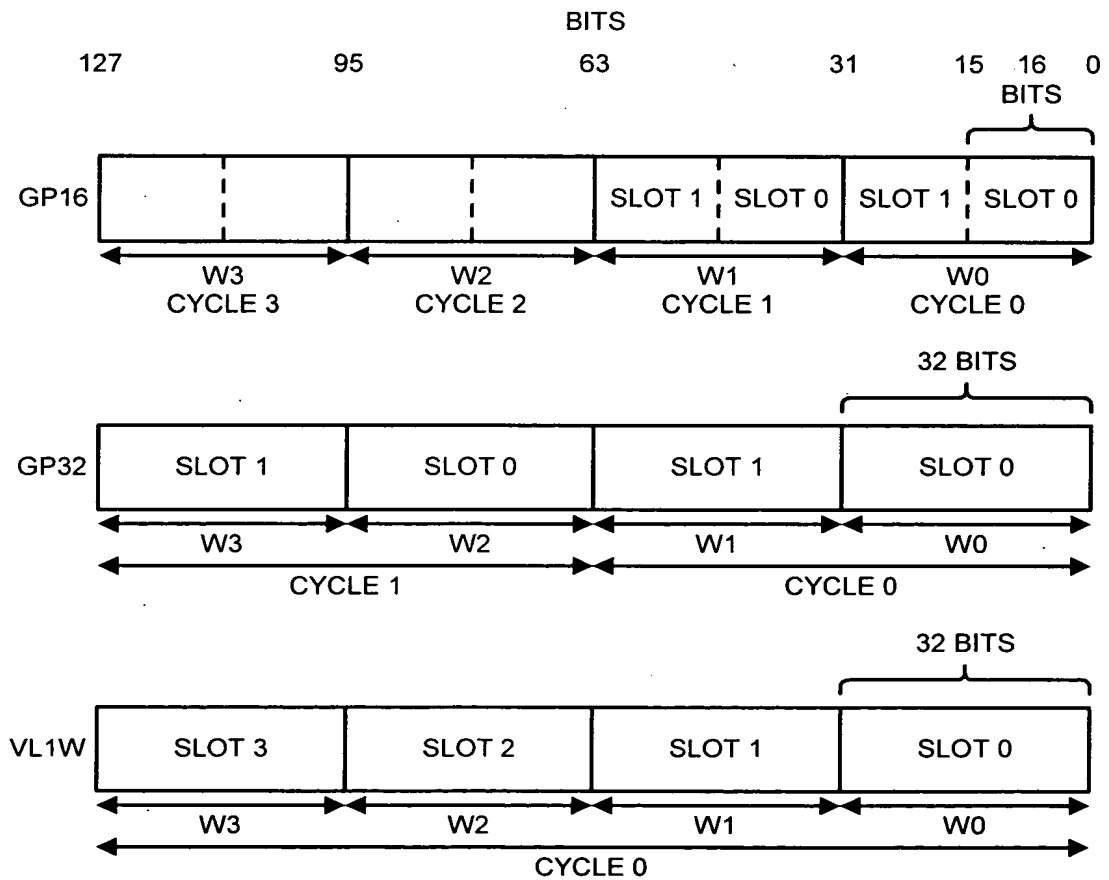 BITS
127 95 63 31 15 16 0
BITS
GP16 SLOT 1 SLOT 0 SLOT 1 SLOT 0
W3 W2 W1 W0
CYCLE 3 CYCLE 2 CYCLE 1 CYCLE 0
32 BITS
GP32 SLOT 1 SLOT 0 SLOT 1 SLOT 0
W3 W2 W1 W0
CYCLE 1 CYCLE 0
32 BITS
VL1W SLOT 3 SLOT 2 SLOT 1 SLOT 0
W3 W2 W1 W0
CYCLE 0